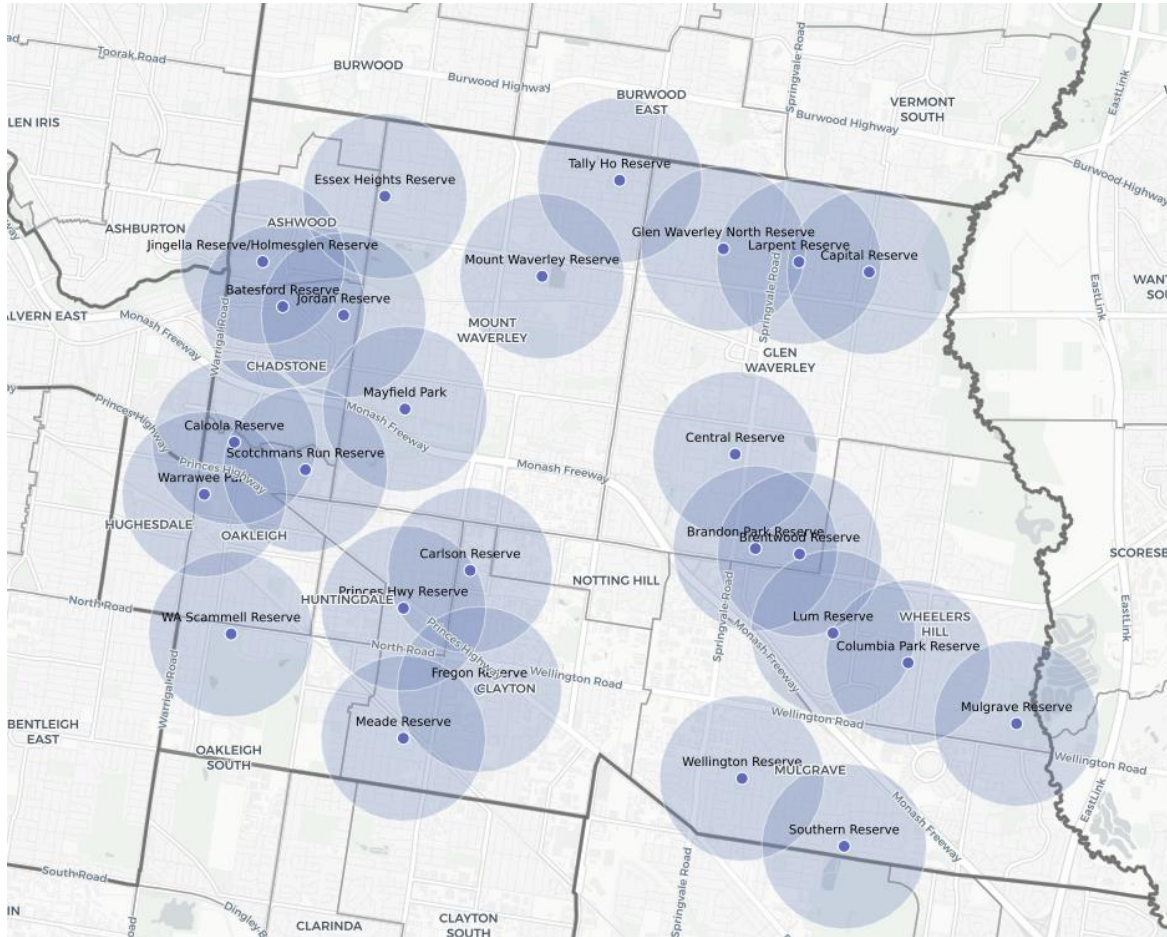 Toorak Road
BURWOOD
Burwood Highway
BURWOOD
EAST
Springvale Road
VERMONT
SOUTH
Burwood Highway
EastLink
LEN IRIS
Tally Ho Reserve
Burwood Highway
Essex Heights Reserve
ASHBURTON
ASHWOOD
Jingella Reserve/Holmesglen Reserve
Glen Waverley North Reserve
Mount Waverley Reserve
Larpent Reserve
Capital Reserve
Springvale Road
EastLink
WANT
SOU
Batesford Reserve
Jordan Reserve
ALVERN EAST
Monash Freeway
Warrigal Road
MOUNT
WAVERLEY
GLEN
WAVERLEY
CHADSTONE
Mayfield Park
Monash Freeway
Princes Highway
Caloola Reserve
Central Reserve
Scotchmans Run Reserve
Princes Highway
Monash Freeway
HUGHESDALE
OAKLEIGH
Brandon Park Reserve
Brentwood Reserve
SCORESB
Carlson Reserve
NOTTING HILL
Princes Hwy Reserve
HUNTINGDALE
North Road
WA Scammell Reserve
Springvale Road
Lum Reserve
WHEELERS
HILL
EastLink
North Road
Princes Highway
Columbia Park Reserve
Monash Freeway
Fregon Reserve
CLAYTON
Wellington Road
Warrigal Road
Mulgrave Reserve
BENTLEIGH
EAST
Meade Reserve
Wellington Road
OAKLEIGH
SOUTH
Wellington Reserve
MULGRAVE
Wellington Road
EastLink
Monash Freeway
Southern Reserve
South Road
Springvale Road
Dingley B
CLARINDA
CLAYTON
SOUTH